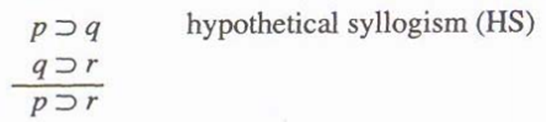 p ⊃ q hypothetical syllogism (HS)
q ⊃ r
p ⊃ r